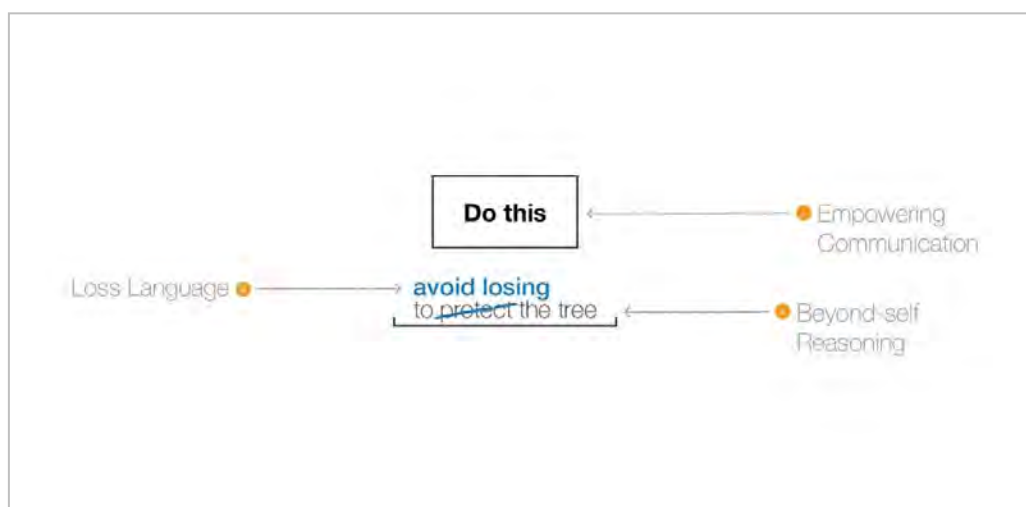 Do this
Empowering
Communication
Loss Language
avoid losing
to protect the tree
Beyond-self
Reasoning